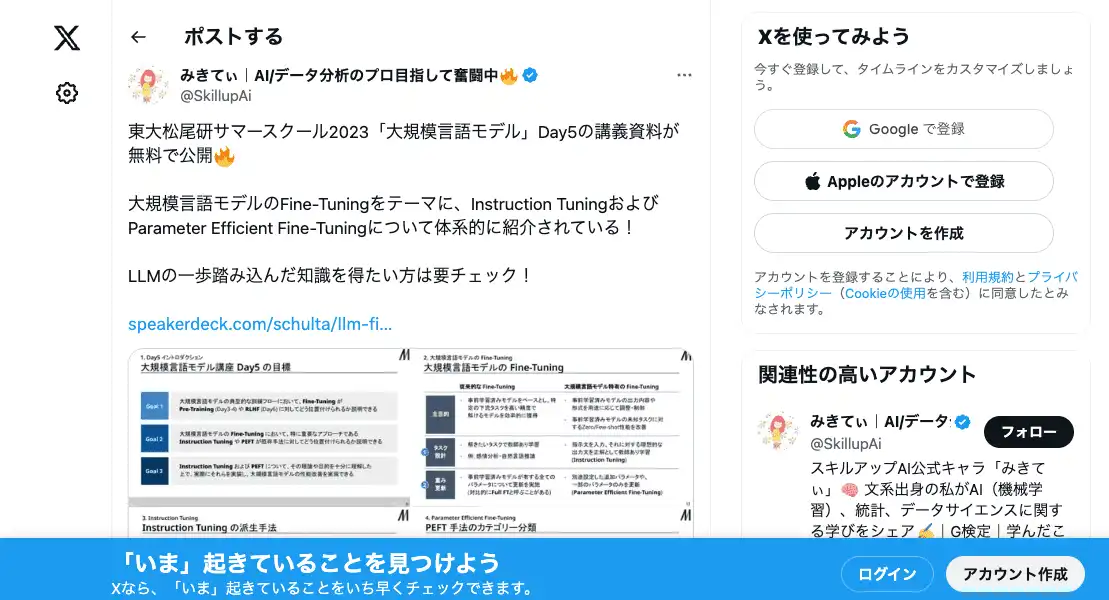 ポストする
みきてぃ｜AI/データ分析のプロ目指して奮闘中🔥
@SkillupAi
東大松尾研サマースクール2023「大規模言語モデル」Day5の講義資料が
無料で公開🔥
大規模言語モデルのFine-Tuningをテーマに、Instruction Tuningおよび
Parameter Efficient Fine-Tuningについて体系的に紹介されている！
LLMの一歩踏み込んだ知識を得たい方は要チェック！
speakerdeck.com/schulta/llm-fi...
1. Day5 イントロダクション
大規模言語モデル講座 Day5 の目標
Goal 1
大規模言語モデルの典型的な訓練フローにおいて、Fine-Tuning が
Pre-Training (Day3-4) や RLHF (Day6) に対してどう位置付けられるか説明できる
Goal 2
大規模言語モデルの Fine-Tuning において、特に重要なアプローチである
Instruction Tuning や PEFT が既存手法に対してどう位置付けられるか説明できる
Goal 3
Instruction Tuning および PEFT について、その理論や目的を十分に理解した
上で、実際にそれらを実装し、大規模言語モデルの性能改善を実現できる
2. 大規模言語モデルの Fine-Tuning
大規模言語モデルの Fine-Tuning
従来的な Fine-Tuning
大規模言語モデル特有の Fine-Tuning
主目的
事前学習済みモデルをベースとし、特
定の下流タスクを高い精度で
解けるモデルを効率的に獲得
事前学習済みモデルの出力内容や
形式を用途に応じて調整・制御
事前学習済みモデルの未知タスクに対
するZero/Few-shot性能を改善
タスク
設計
解きたいタスクで教師あり学習
例: 感情分析・自然言語推論
指示文を入力、それに対する理想的な
出力文を正解として教師あり学習
(Instruction Tuning)
重み
更新
事前学習済みモデルが有する全ての
パラメータについて更新を実施
(対比的にFull FTと呼ぶことがある)
別途設定した追加パラメータや、
一部のパラメータのみを更新
(Parameter Efficient Fine-Tuning)
3. Instruction Tuning
Instruction Tuning の派生手法
4. Parameter Efficient Fine-Tuning
PEFT 手法のカテゴリー分類
Xを使ってみよう
今すぐ登録して、タイムラインをカスタマイズしましょ
う。
Google で登録
Appleのアカウントで登録
アカウントを作成
アカウントを登録することにより、利用規約とプライバ
シーポリシー（Cookieの使用を含む）に同意したとみ
なされます。
関連性の高いアカウント
みきてぃ｜AI/データ
@SkillupAi
フォロー
スキルアップAI公式キャラ「みきて
ぃ」🧠 文系出身の私がAI（機械学
習）、統計、データサイエンスに関す
る学びをシェア✍️｜G検定｜学んだこ
「いま」起きていることを見つけよう
Xなら、「いま」起きていることをいち早くチェックできます。
ログイン
アカウント作成